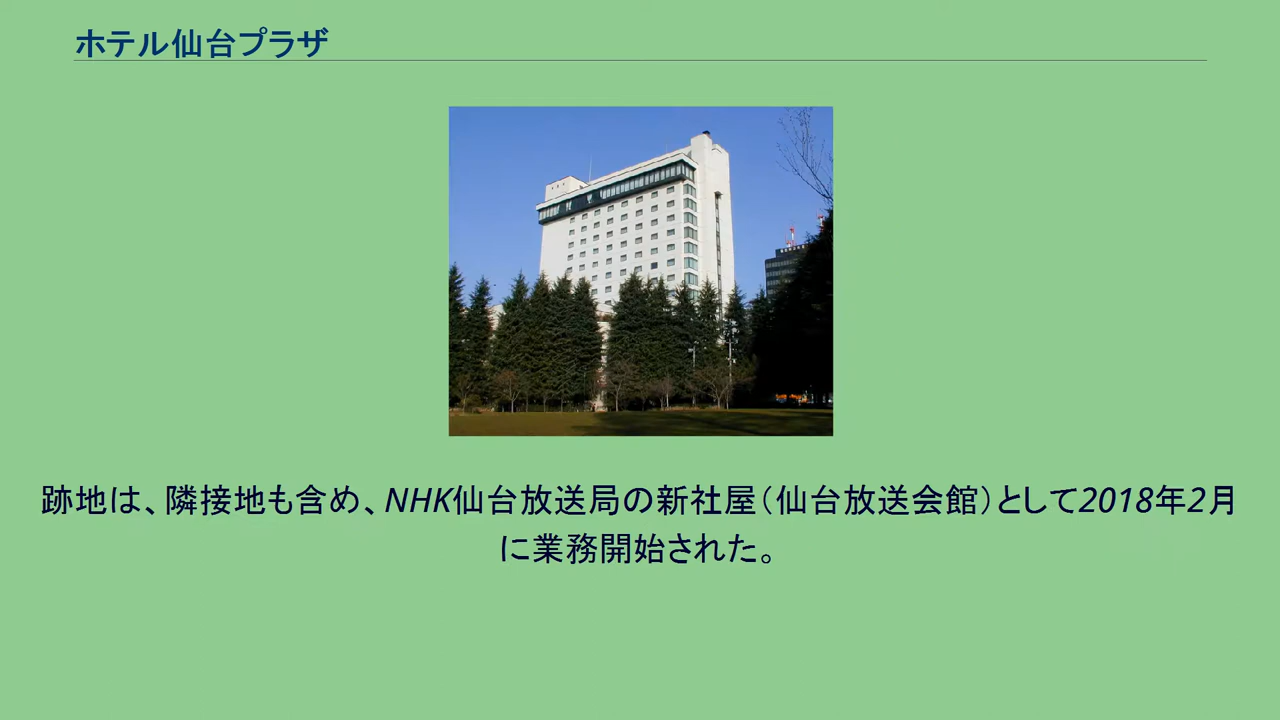 ホテル仙台プラザ
跡地は、隣接地も含め、NHK仙台放送局の新社屋（仙台放送会館）として2018年2月
に業務開始された。